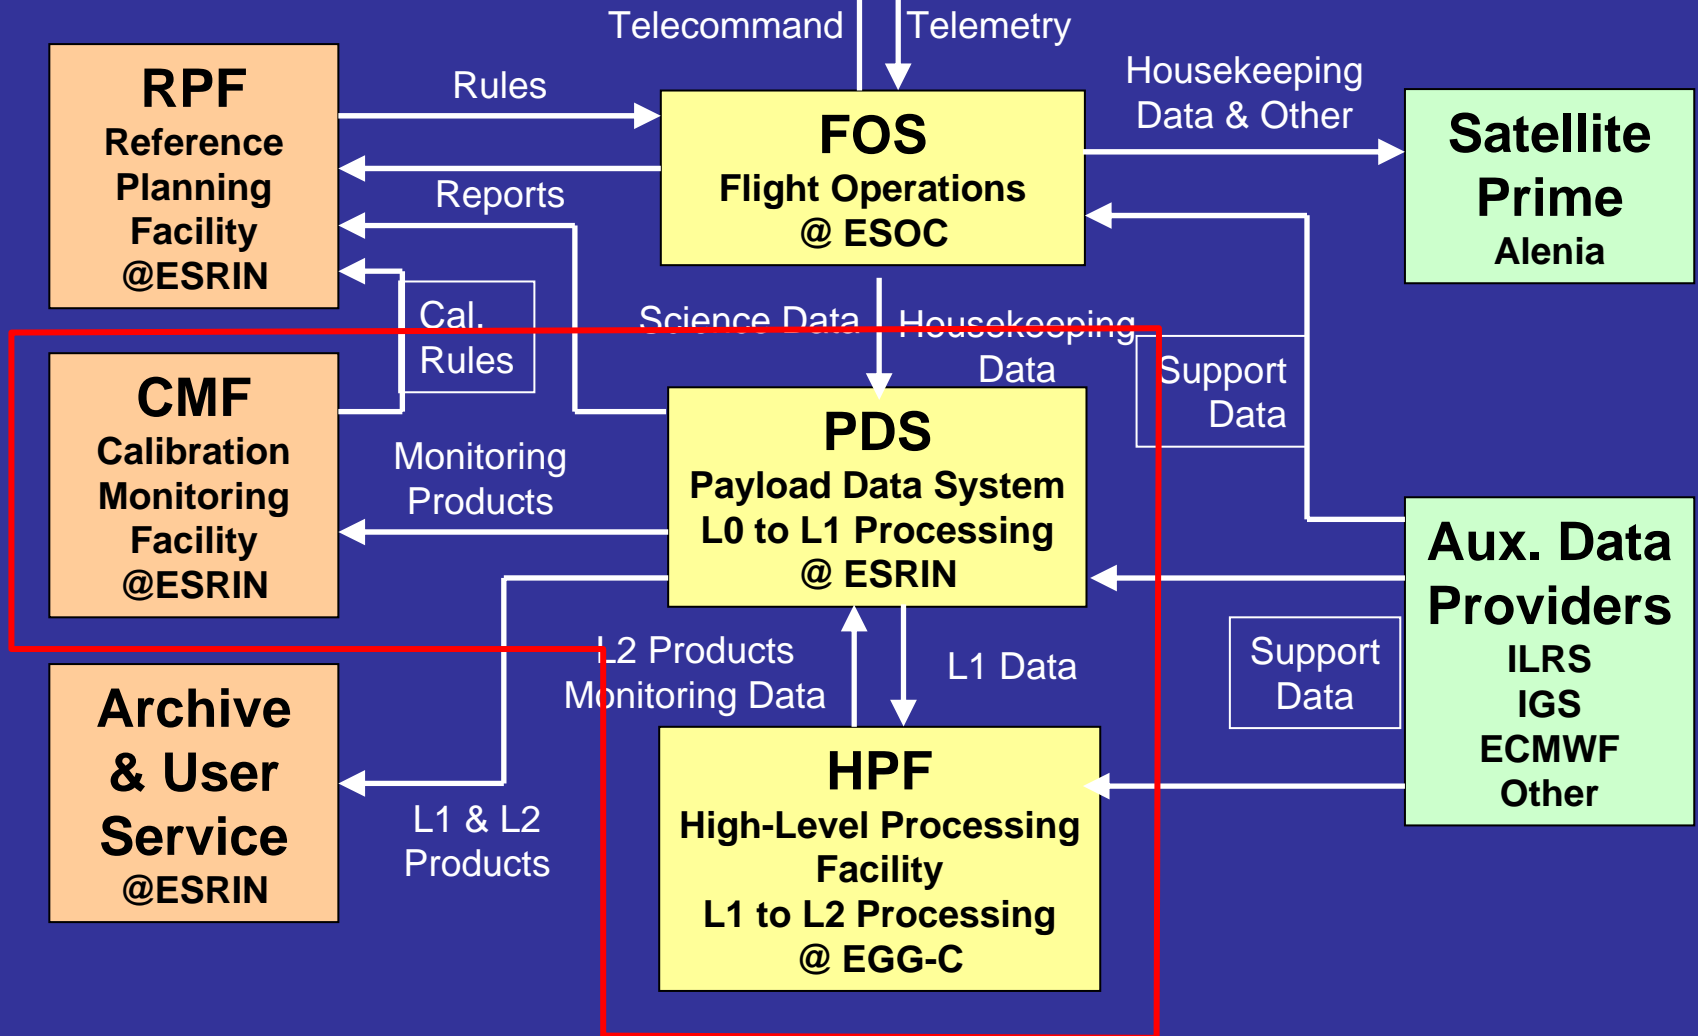 Telecommand
Telemetry
RPF
Reference
Planning
Facility
@ESRIN
Rules
Reports
FOS
Flight Operations
@ ESOC
Housekeeping
Data & Other
Satellite
Prime
Alenia
Cal.
Rules
Science Data
Housekeeping
Data
Support
Data
CMF
Calibration
Monitoring
Facility
@ESRIN
Monitoring
Products
PDS
Payload Data System
L0 to L1 Processing
@ ESRIN
Aux. Data
Providers
ILRS
IGS
ECMWF
Other
L2 Products
Monitoring Data
L1 Data
Support
Data
Archive
& User
Service
@ESRIN
L1 & L2
Products
HPF
High-Level Processing
Facility
L1 to L2 Processing
@ EGG-C